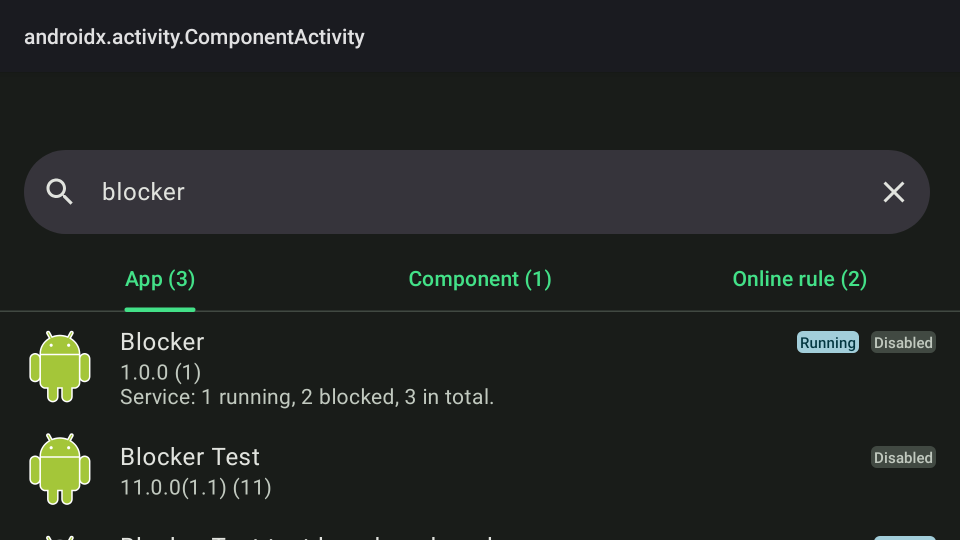 androidx.activity.ComponentActivity
blocker
App (3) Component (1) Online rule (2)
Blocker Running Disabled
1.0.0 (1)
Service: 1 running, 2 blocked, 3 in total.
Blocker Test Disabled
11.0.0(1.1) (11)